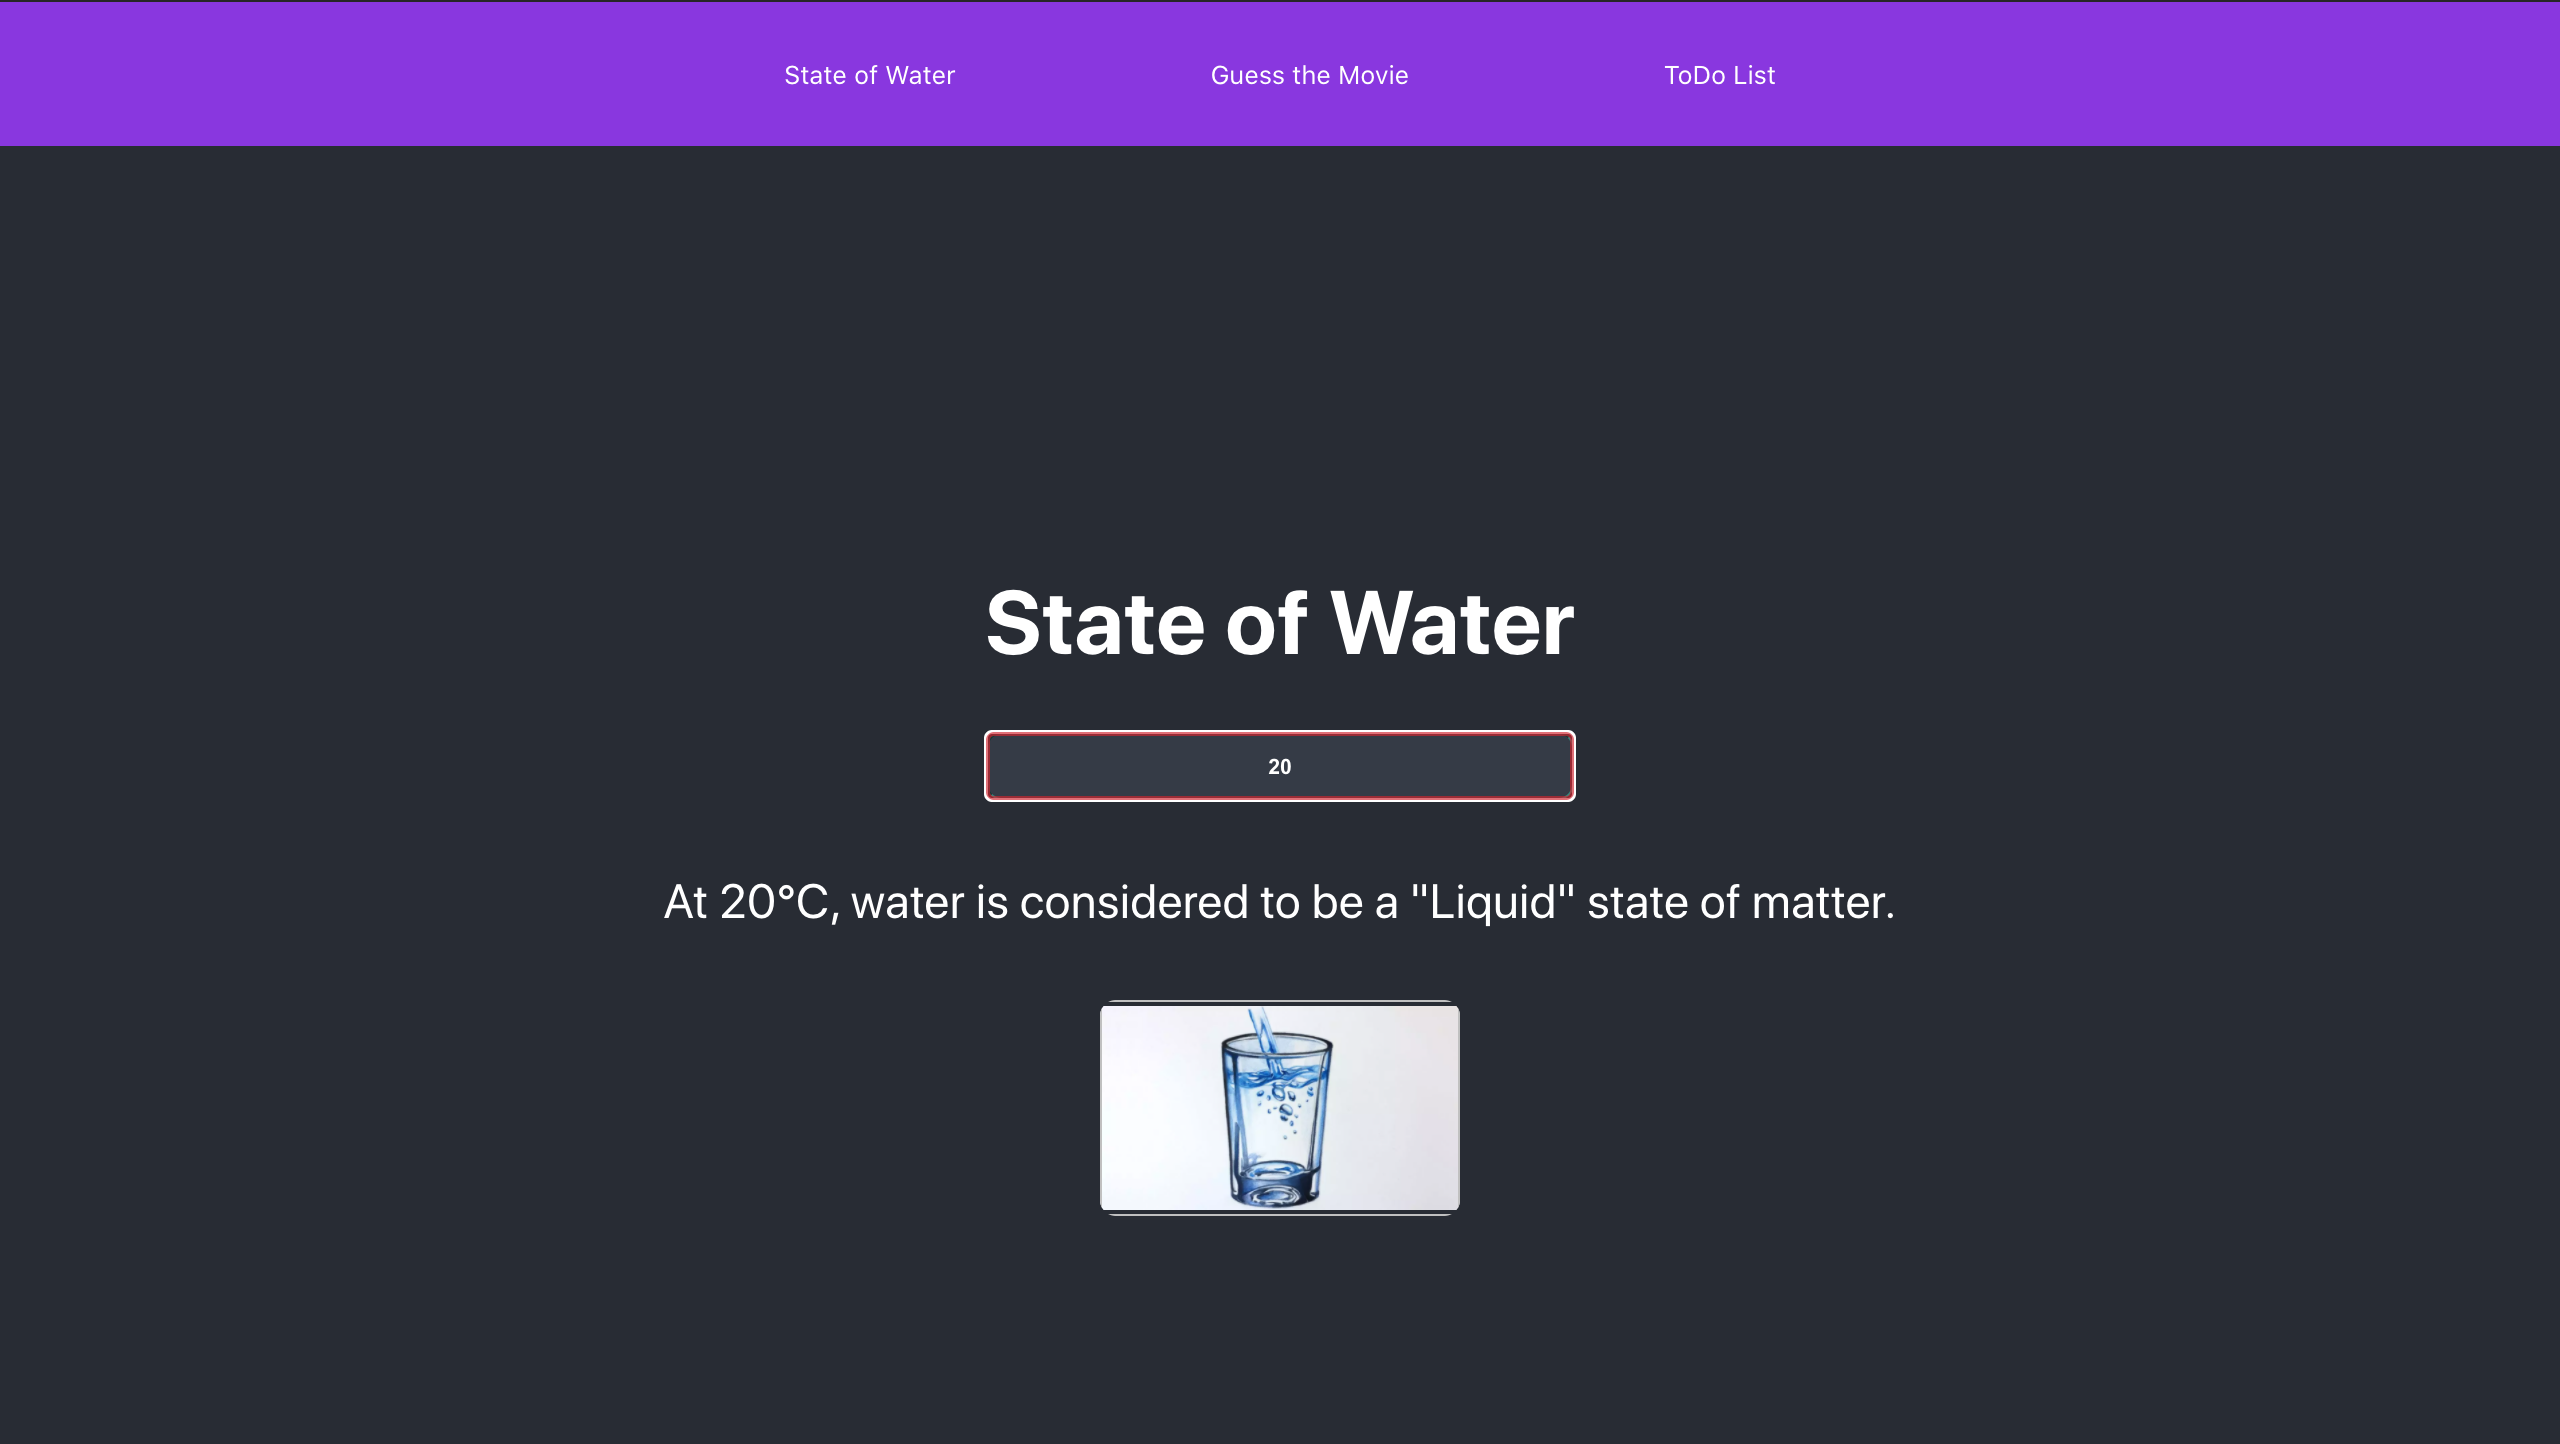 State of Water
Guess the Movie
ToDo List
State of Water
20
At 20°C, water is considered to be a "Liquid" state of matter.